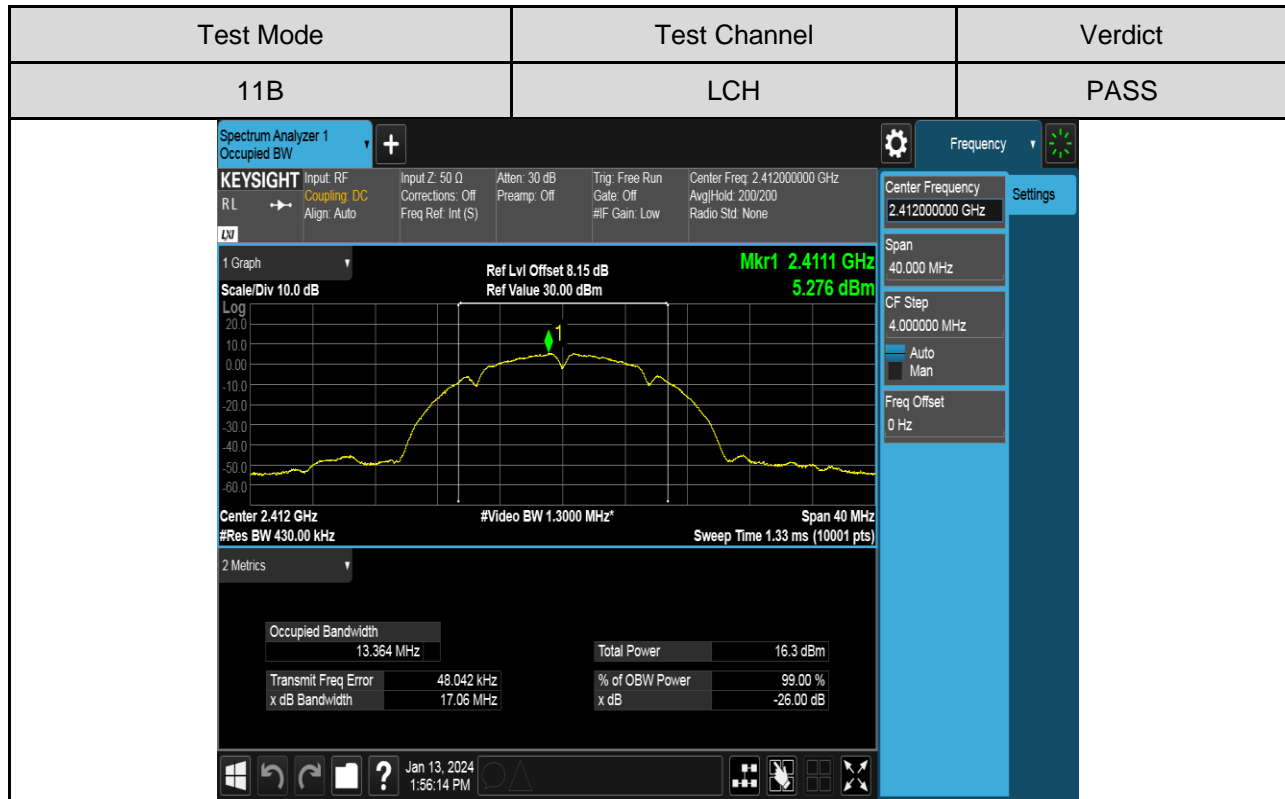 Test Mode Test Channel Verdict
11B LCH PASS
Spectrum Analyzer 1
Occupied BW
+
Frequency
KEYSIGHT Input: RF Input Z: 50 Ω Atten: 30 dB Trig: Free Run Center Freq: 2.412000000 GHz
RL Coupling: DC Corrections: Off Preamp: Off Gate: Off Avg|Hold: 200/200
Align: Auto Freq Ref: Int (S) #IF Gain: Low Radio Std: None
LXI
Center Frequency
2.412000000 GHz
Settings
Span
40.000 MHz
CF Step
4.000000 MHz
Auto
Man
Freq Offset
0 Hz
1 Graph
Ref Lvl Offset 8.15 dB
Mkr1 2.4111 GHz
Scale/Div 10.0 dB
Ref Value 30.00 dBm
5.276 dBm
Log
20.0
10.0
0.00
-10.0
-20.0
-30.0
-40.0
-50.0
-60.0
1
Center 2.412 GHz #Video BW 1.3000 MHz* Span 40 MHz
#Res BW 430.00 kHz Sweep Time 1.33 ms (10001 pts)
2 Metrics
Occupied Bandwidth
13.364 MHz
Total Power 16.3 dBm
Transmit Freq Error 48.042 kHz % of OBW Power 99.00 %
x dB Bandwidth 17.06 MHz x dB -26.00 dB
?
Jan 13, 2024
1:56:14 PM